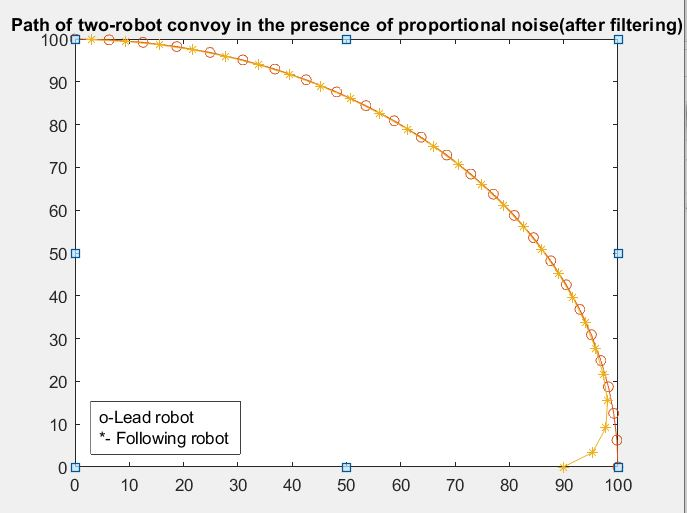 Path of two-robot convoy in the presence of proportional noise(after filtering)
100
90
80
70
60
50
40
30
20
10
0
o-Lead robot
*- Following robot
0 10 20 30 40 50 60 70 80 90 100